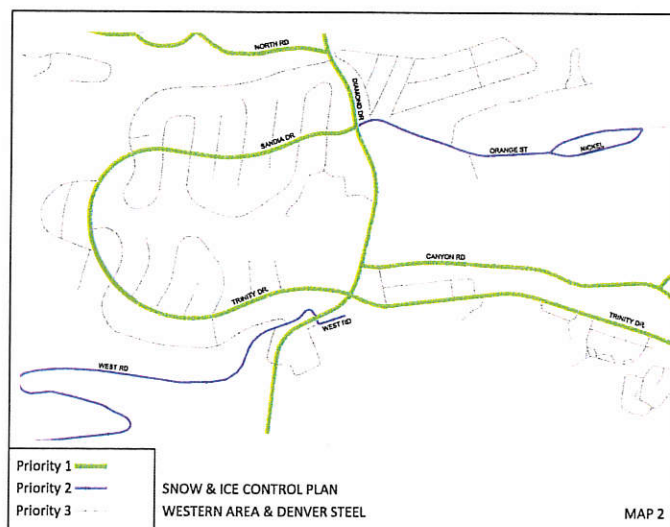 NORTH RD
DIAMOND DR.
SANDIA DR.
ORANGE ST
NICKEL
CANYON RD
TRINITY DR.
TRINITY DR.
WEST RD
WEST RD
Priority 1
Priority 2
Priority 3
SNOW & ICE CONTROL PLAN
WESTERN AREA & DENVER STEEL
MAP 2